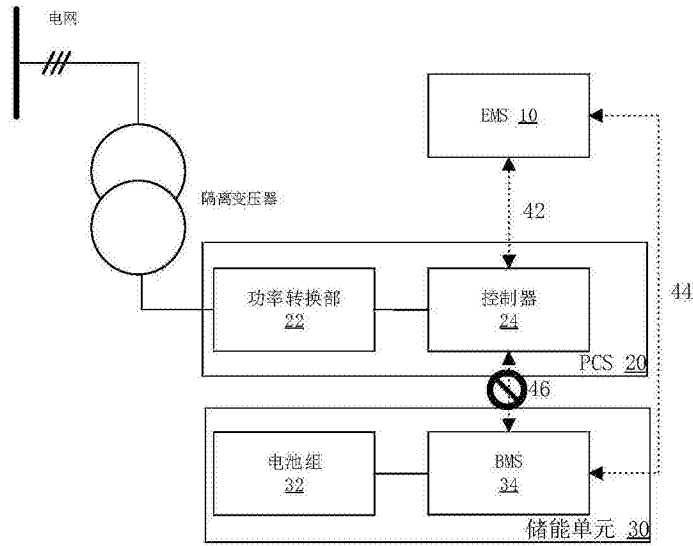 电网
EMS 10
隔离变压器
42
44
功率转换部
22
控制器
24
PCS 20
46
电池组
32
BMS
34
储能单元 30